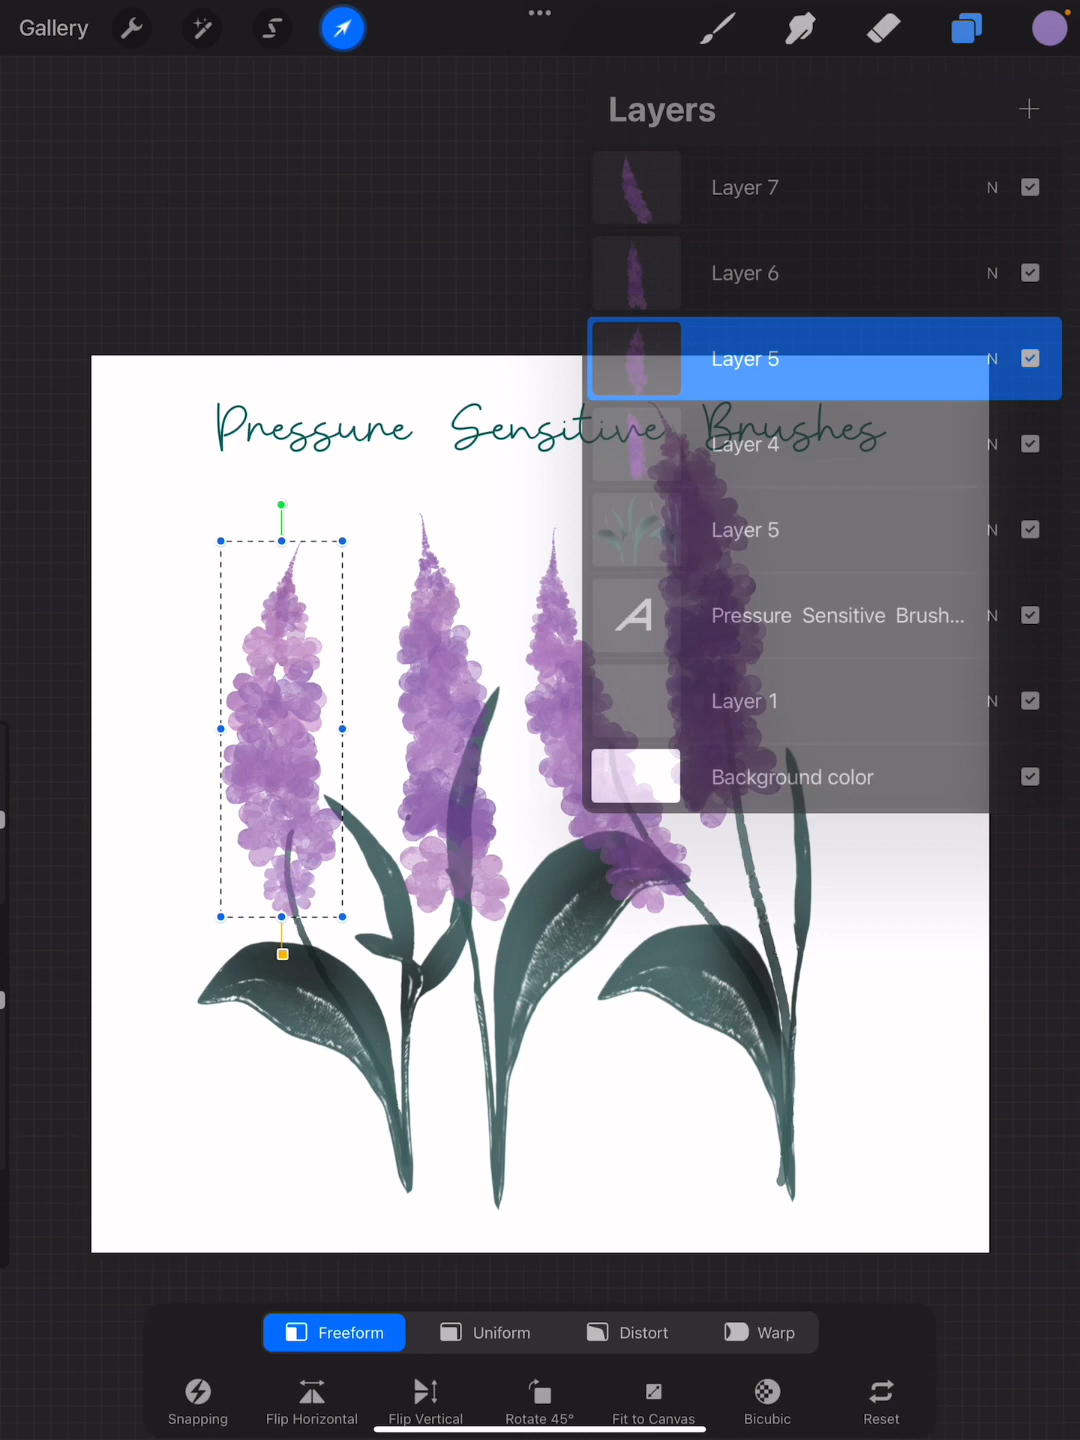 Gallery
Layers
Layer 7 N
Layer 6 N
Layer 5 N
Pressure Sensitive Brushes
Layer 4 N
Layer 5 N
A Pressure Sensitive Brush... N
Layer 1 N
Background color
Freeform Uniform Distort Warp
Snapping Flip Horizontal Flip Vertical Rotate 45° Fit to Canvas Bicubic Reset